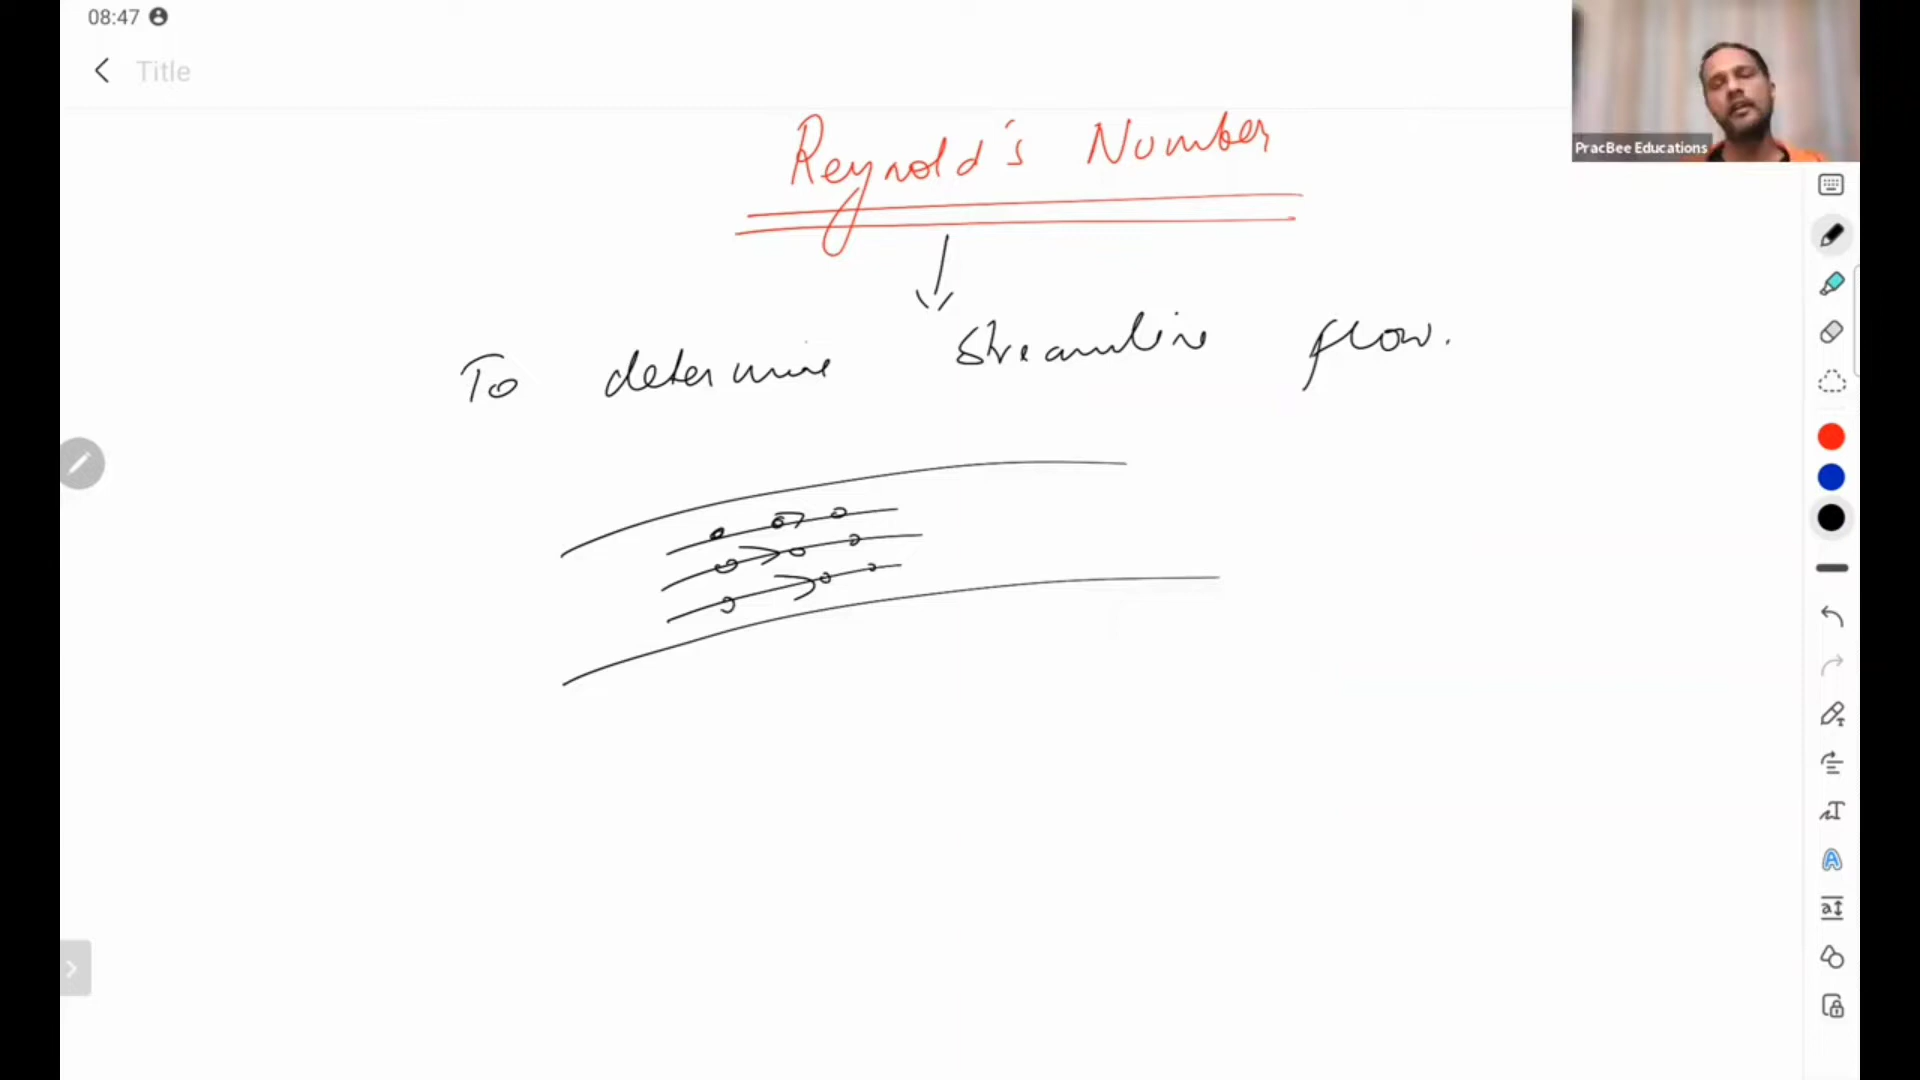 08:47
Title
PracBee Educations
Reynold's Number
To determine streamline flow.